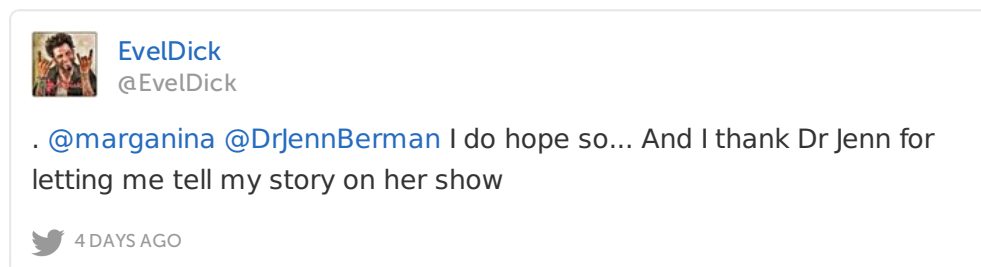 EvelDick
@EvelDick
. @marganina @DrJennBerman I do hope so... And I thank Dr Jenn for
letting me tell my story on her show
4 DAYS AGO